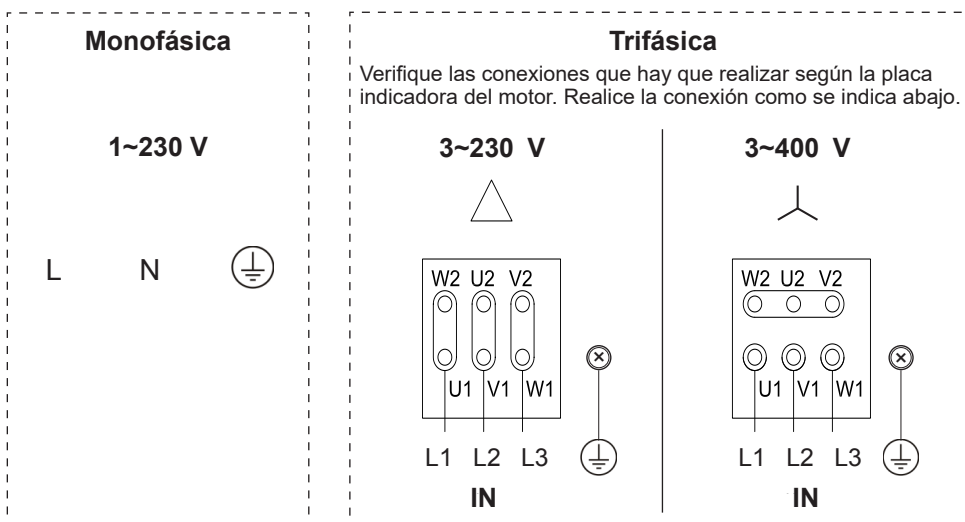 Monofásica
1~230 V
L N
Trifásica
Verifique las conexiones que hay que realizar según la placa
indicadora del motor. Realice la conexión como se indica abajo.
3~230 V
W2 U2 V2
U1 V1 W1
L1 L2 L3
IN
3~400 V
W2 U2 V2
U1 V1 W1
L1 L2 L3
IN